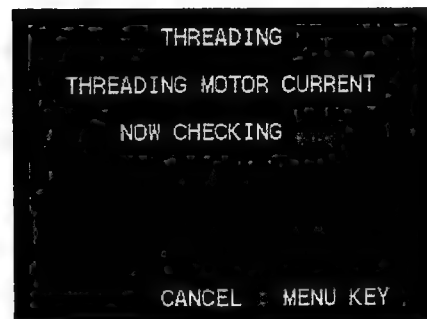 THREADING
THREADING MOTOR CURRENT
NOW CHECKING
CANCEL : MENU KEY